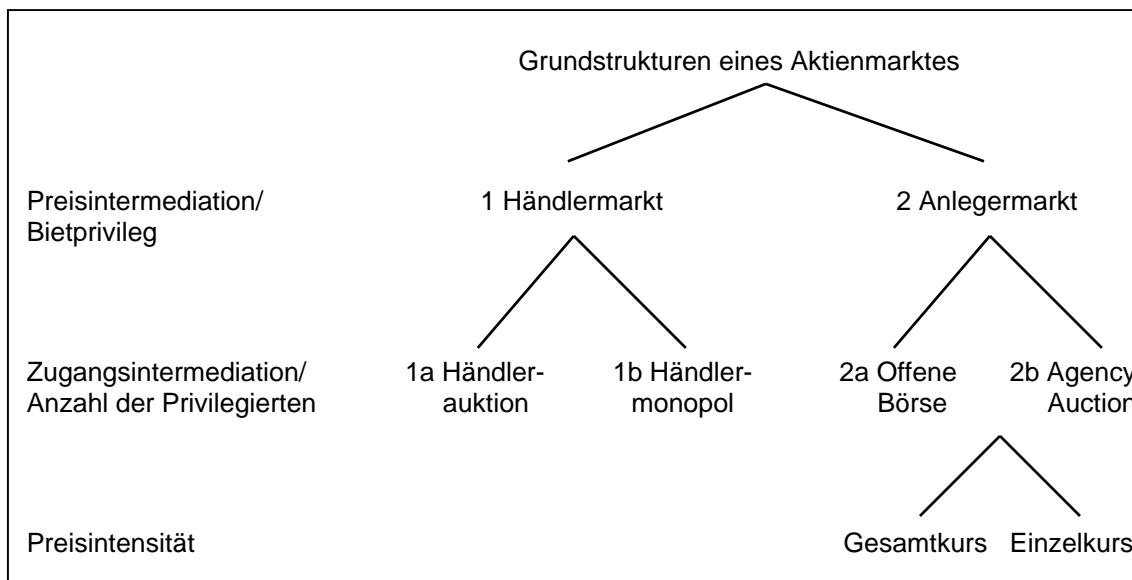 Grundstrukturen eines Aktienmarktes
Preisintermediation/
Bietprivileg
1 Händlermarkt
2 Anlegermarkt
Zugangsintermediation/
Anzahl der Privilegierten
1a Händler-
auktion
1b Händler-
monopol
2a Offene
Börse
2b Agency
Auction
Preisintensität
Gesamtkurs
Einzelkurs